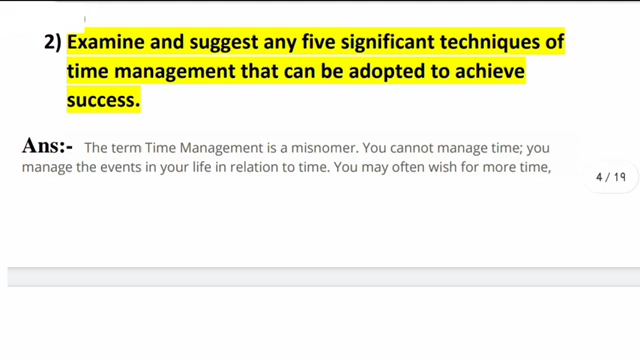 2) Examine and suggest any five significant techniques of
time management that can be adopted to achieve
success.
Ans:- The term Time Management is a misnomer. You cannot manage time; you
manage the events in your life in relation to time. You may often wish for more time,
4 / 19